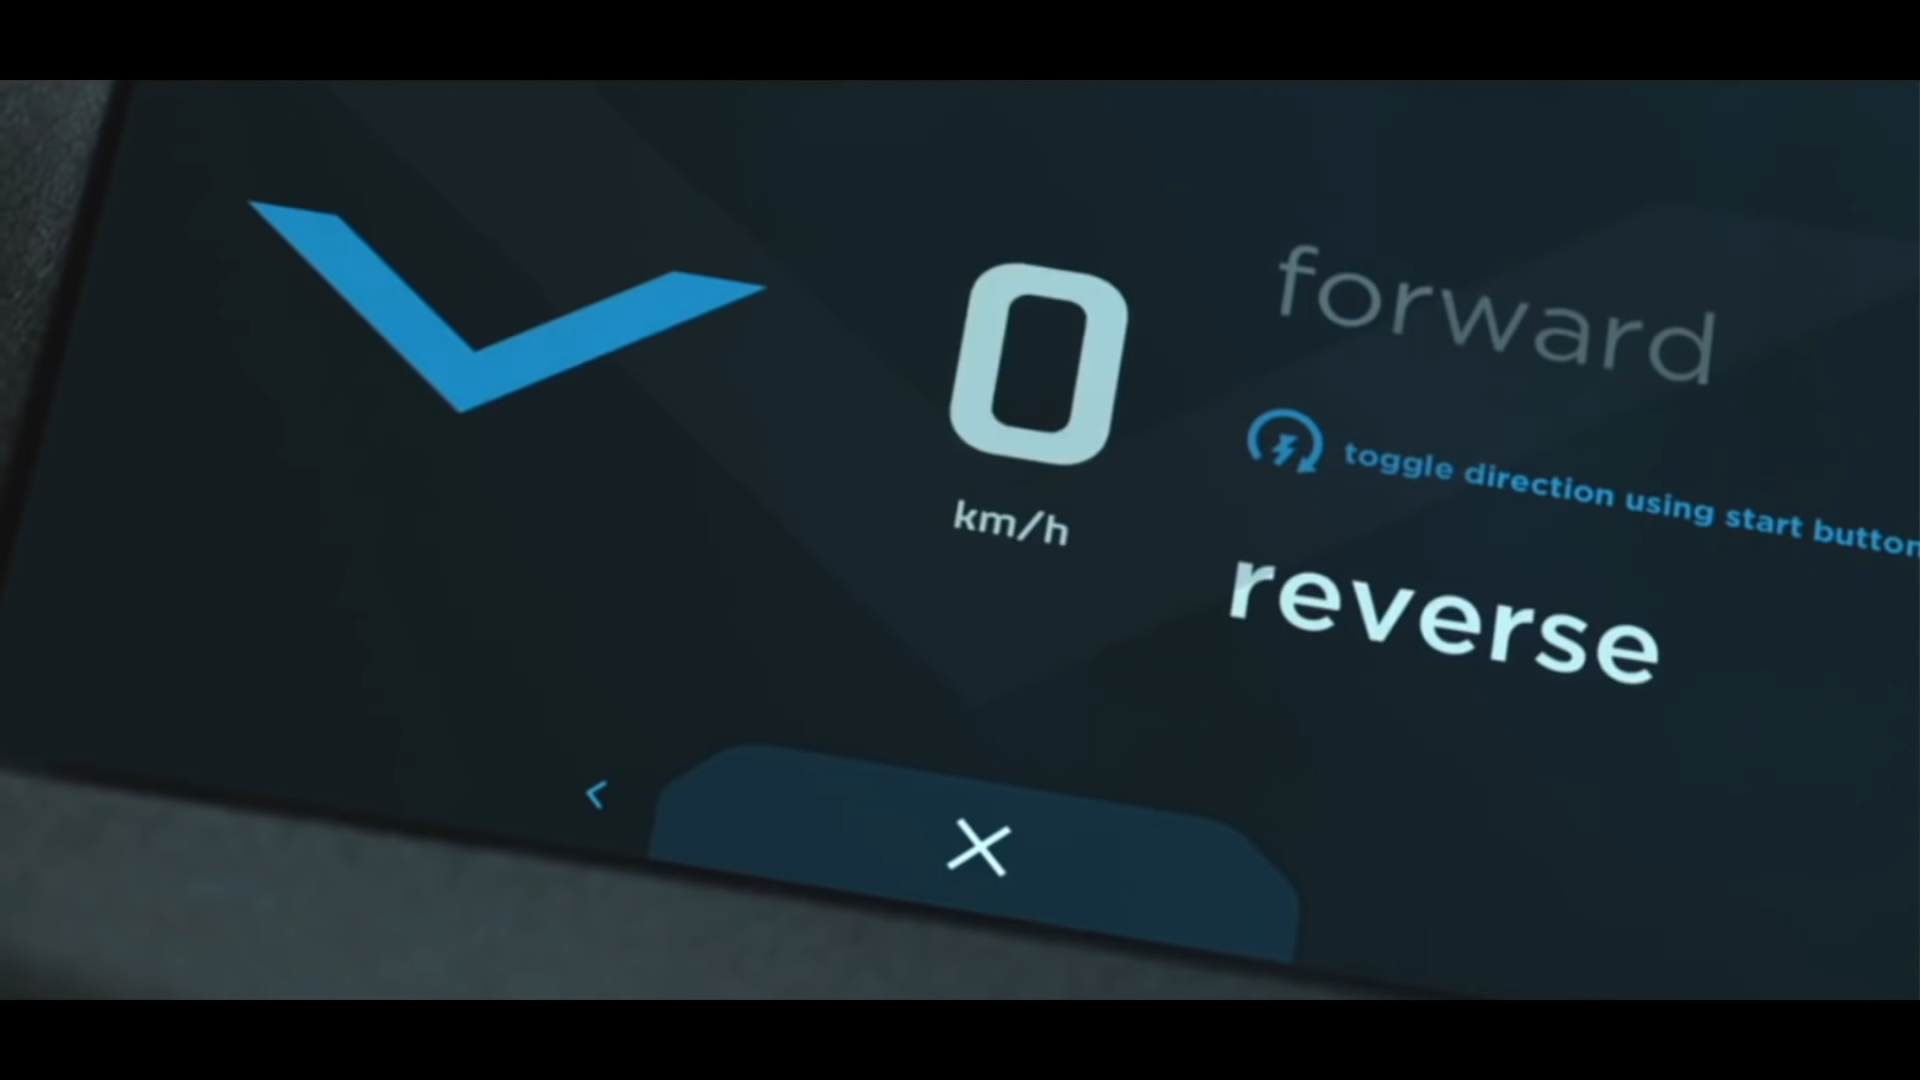 0
km/h
forward
toggle direction using start button
reverse